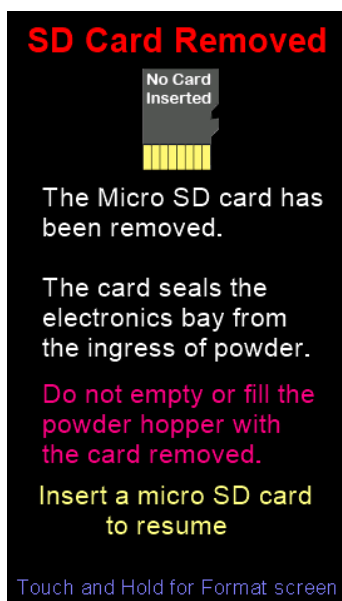 SD Card Removed
No Card
Inserted
The Micro SD card has
been removed.
The card seals the
electronics bay from
the ingress of powder.
Do not empty or fill the
powder hopper with
the card removed.
Insert a micro SD card
to resume
Touch and Hold for Format screen